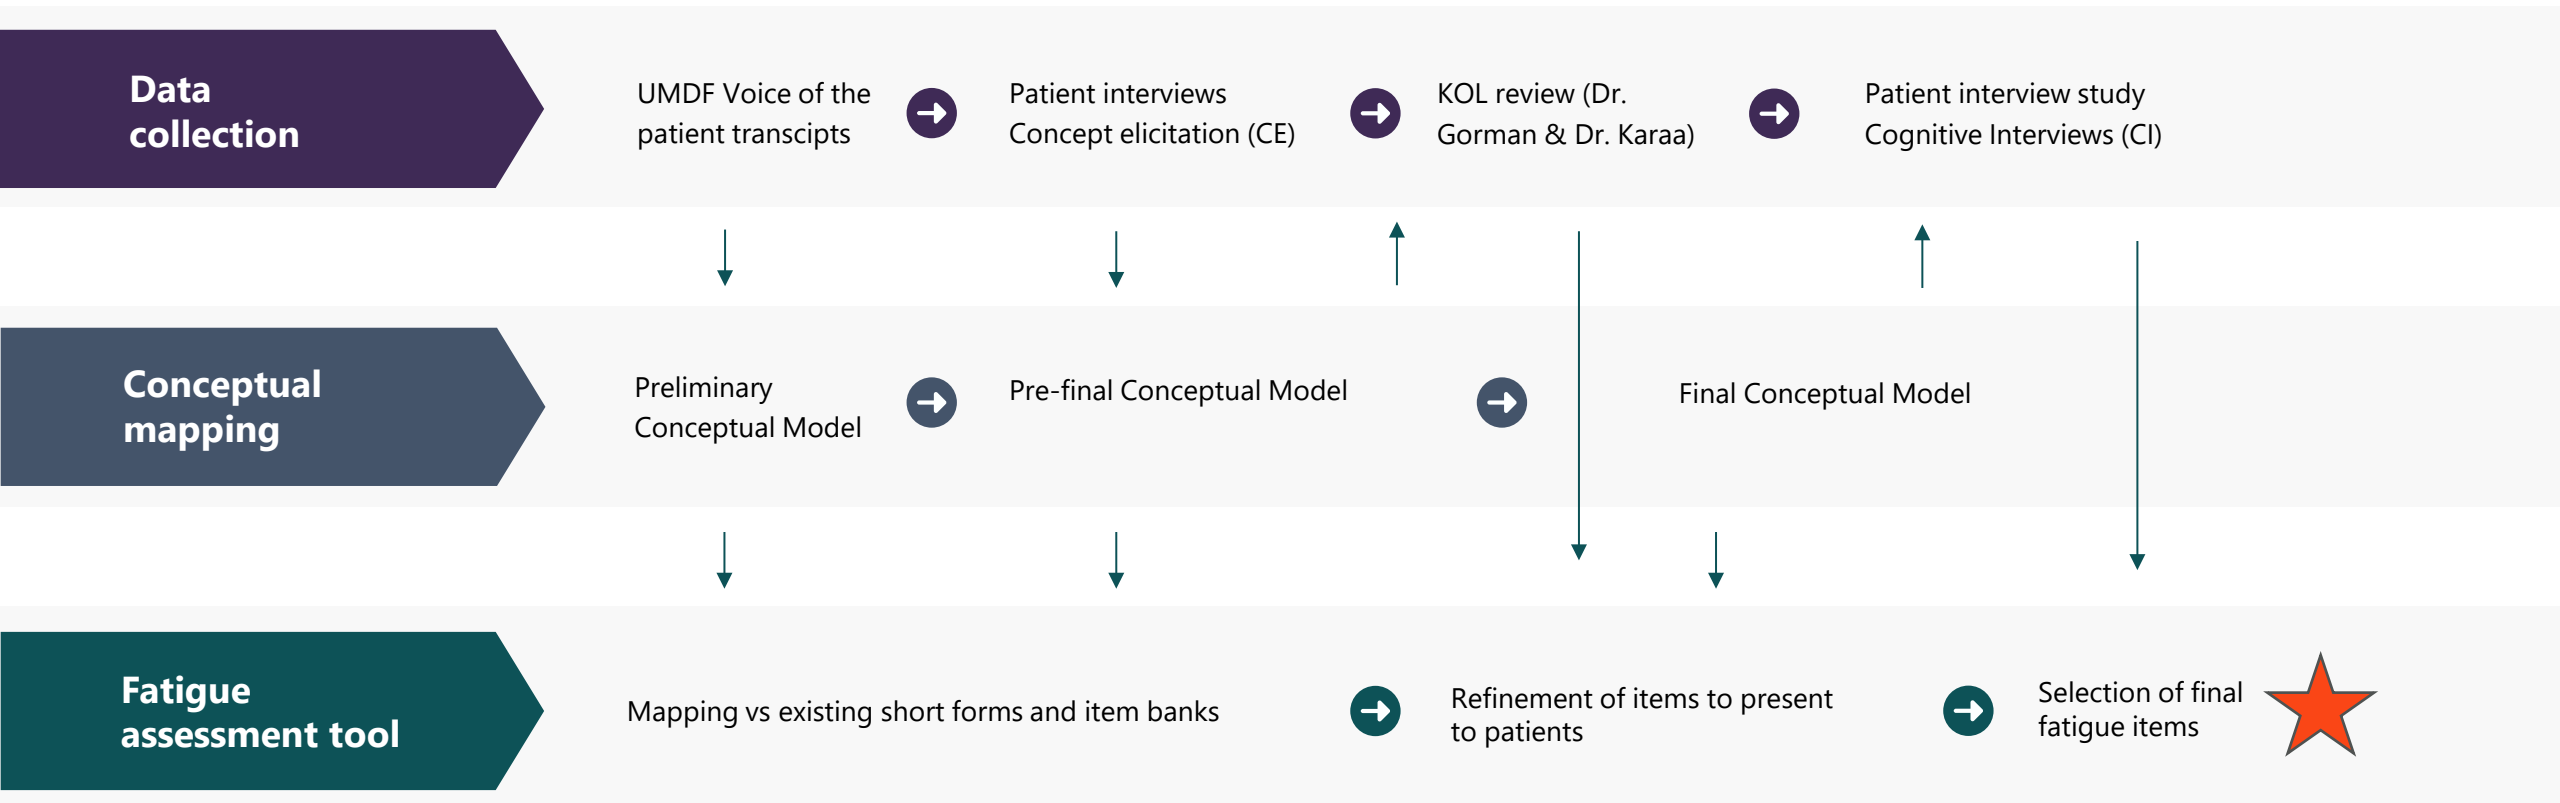 Data
collection
UMDF Voice of the
patient transcipts
Patient interviews
Concept elicitation (CE)
KOL review (Dr.
Gorman & Dr. Karaa)
Patient interview study
Cognitive Interviews (CI)
Conceptual
mapping
Preliminary
Conceptual Model
Pre-final Conceptual Model
Final Conceptual Model
Fatigue
assessment tool
Mapping vs existing short forms and item banks
Refinement of items to present
to patients
Selection of final
fatigue items